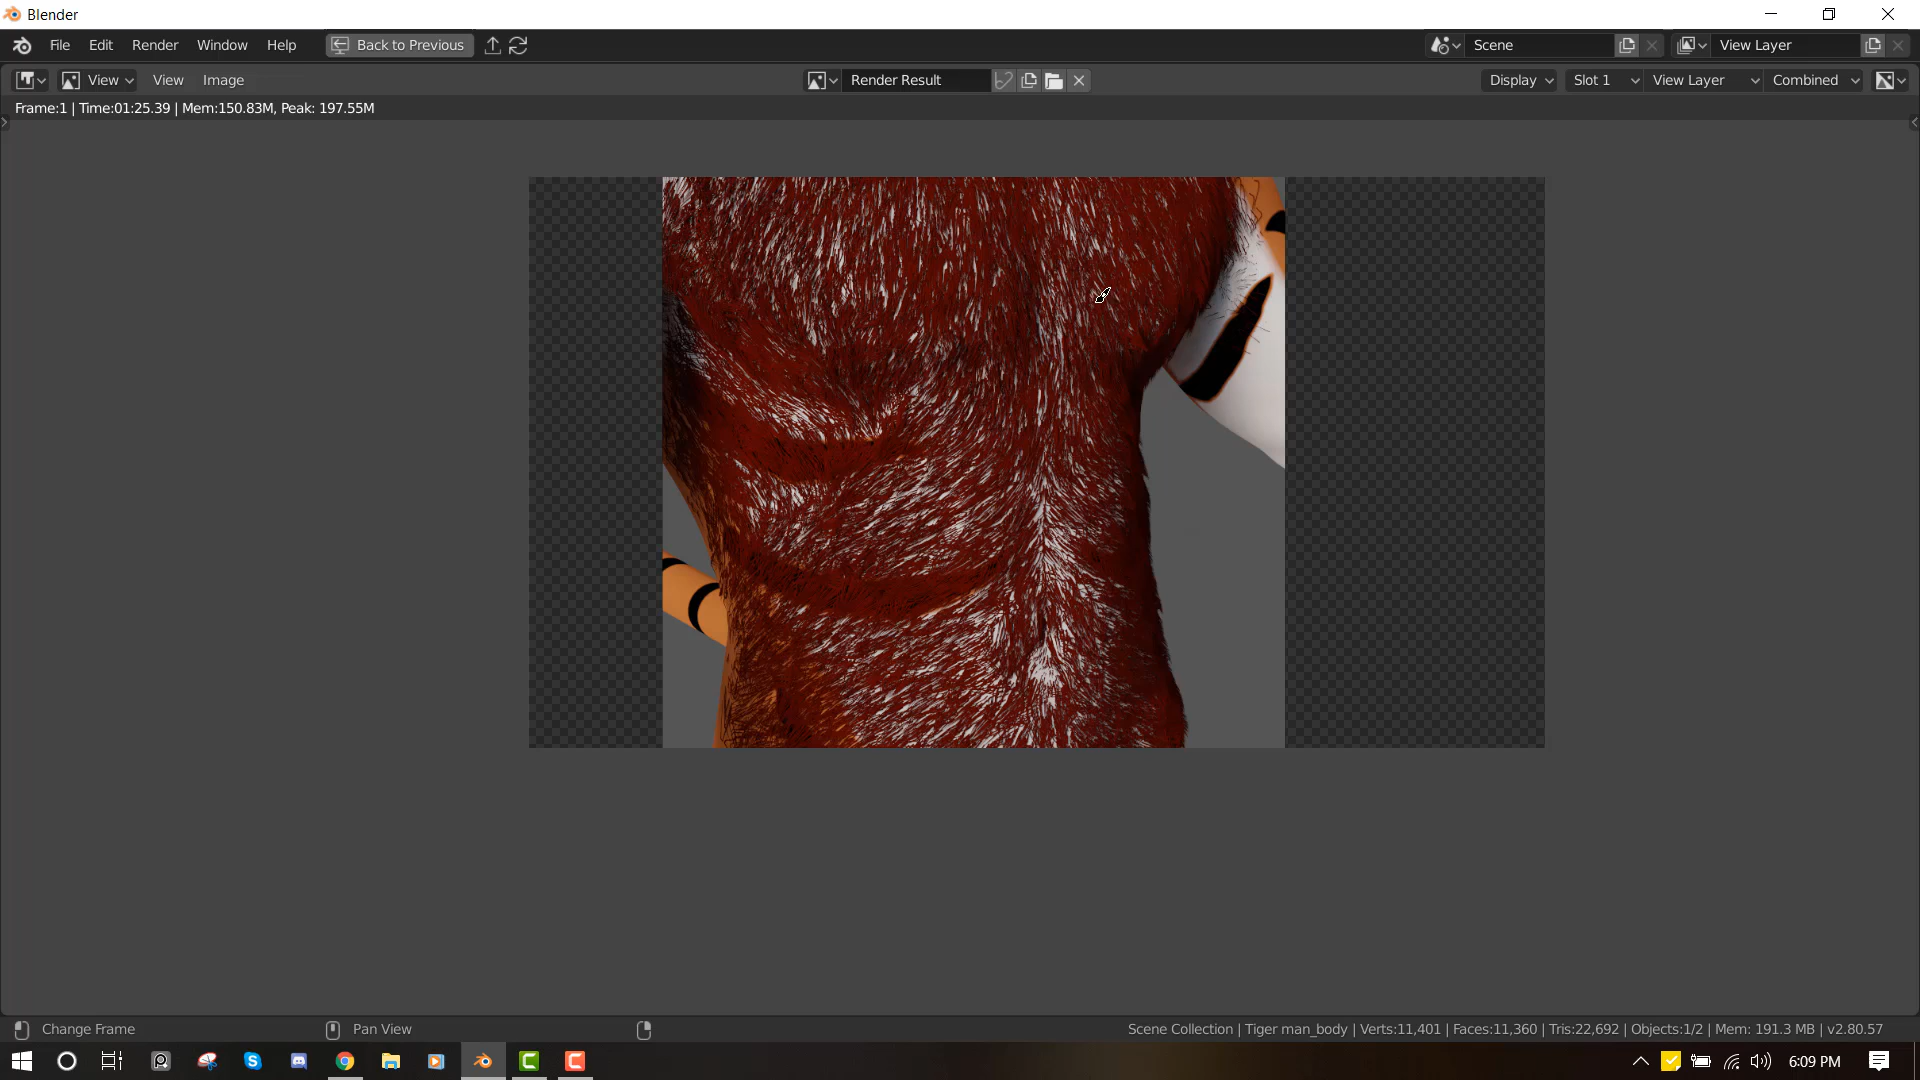 Blender
File Edit Render Window Help Back to Previous Scene View Layer
View View Image Render Result Display Slot 1 View Layer Combined
Frame:1 | Time:01:25.39 | Mem:150.83M, Peak: 197.55M
Change Frame Pan View Scene Collection | Tiger man_body | Verts:11,401 | Faces:11,360 | Tris:22,692 | Objects:1/2 | Mem: 191.3 MB | v2.80.57
6:09 PM